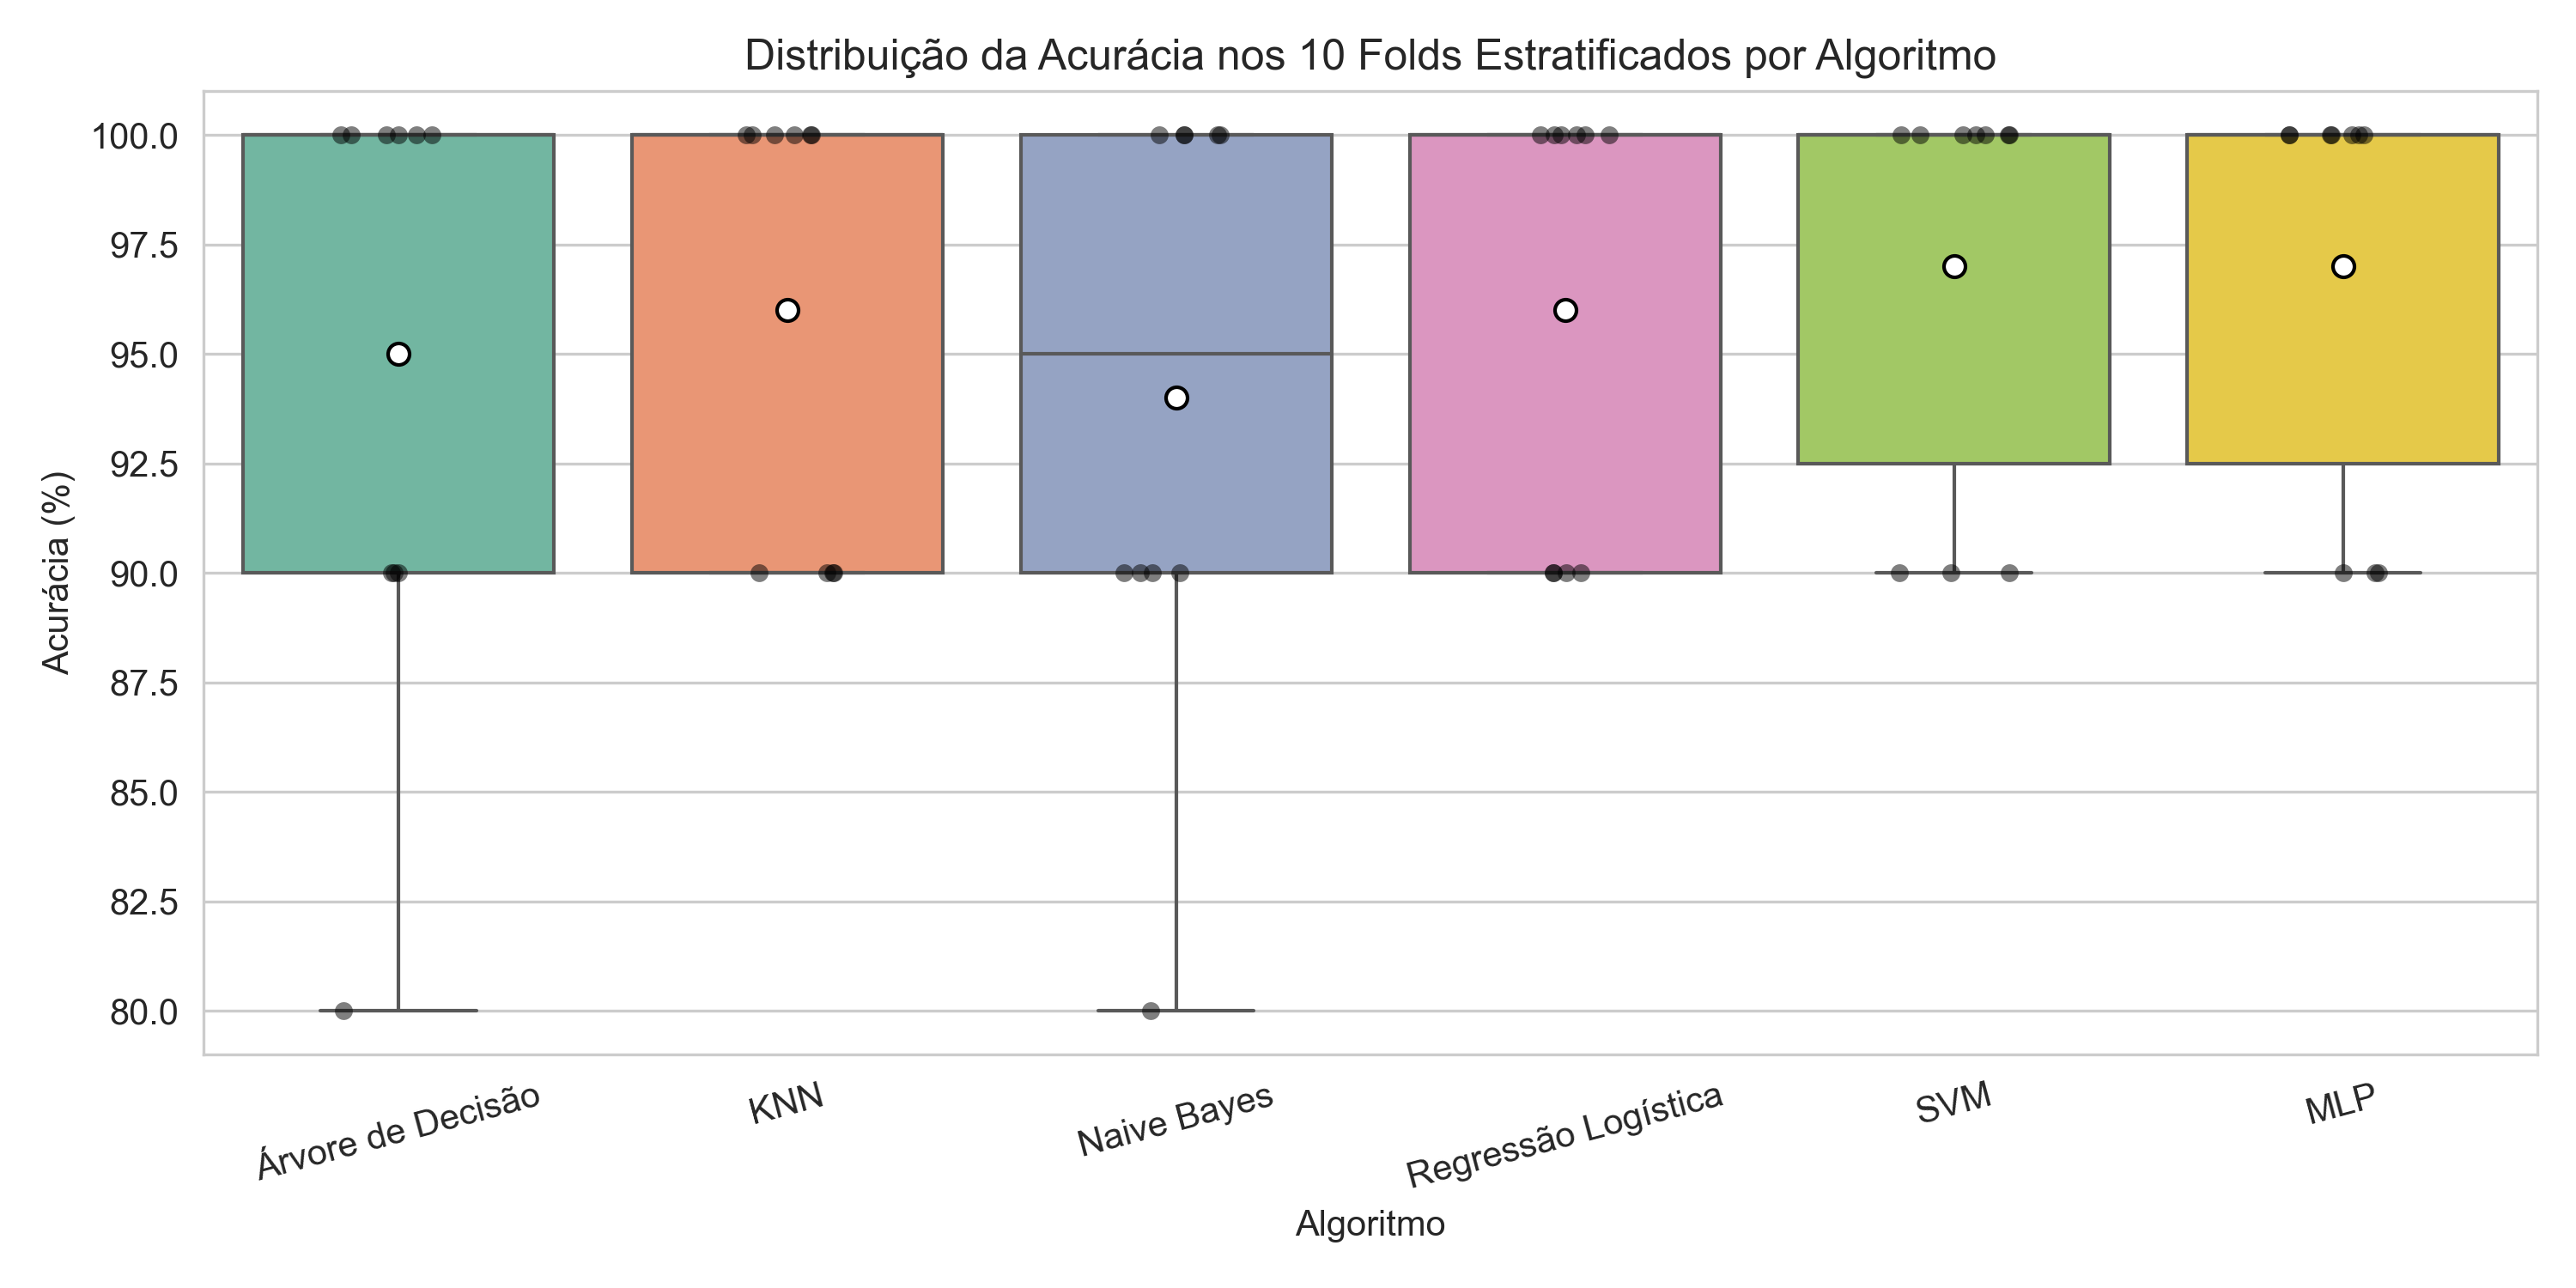 Distribuição da Acurácia nos 10 Folds Estratificados por Algoritmo
Acurácia (%)
100.0
97.5
95.0
92.5
90.0
87.5
85.0
82.5
80.0
Árvore de Decisão
KNN
Naive Bayes
Regressão Logística
SVM
MLP
Algoritmo